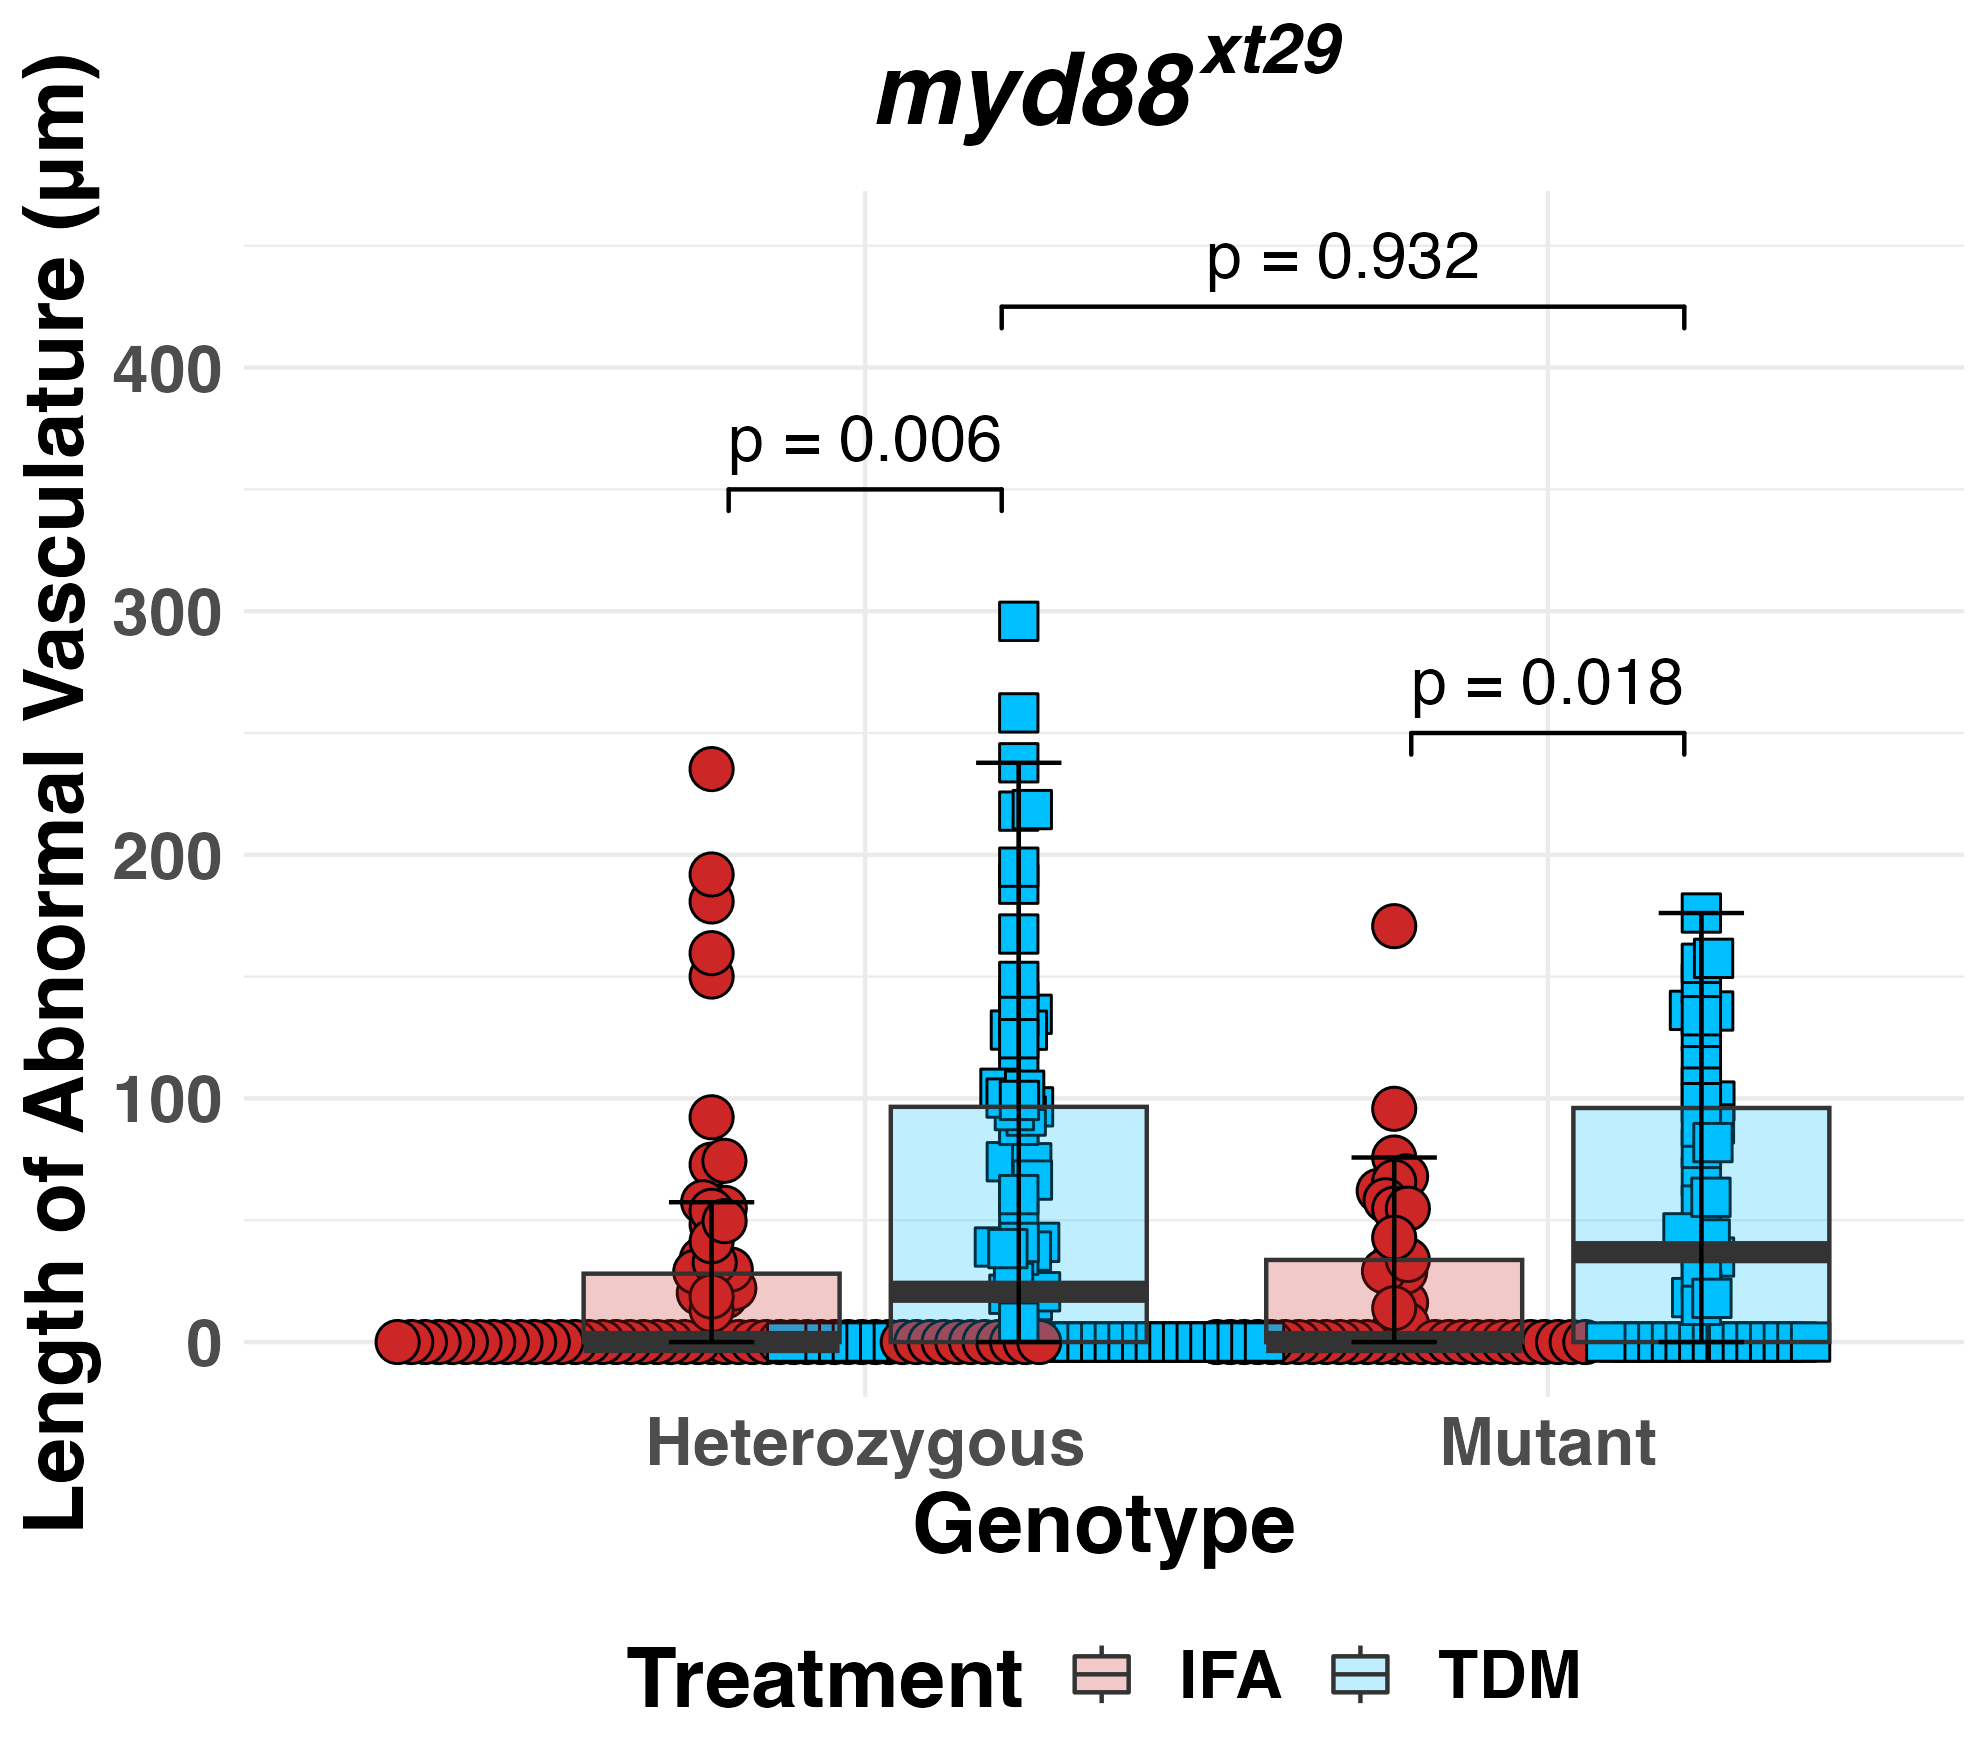 myd88xt29
Length of Abnormal Vasculature (μm)
p = 0.932
400
p = 0.006
300
p = 0.018
200
100
0
Heterozygous Mutant
Genotype
Treatment IFA TDM